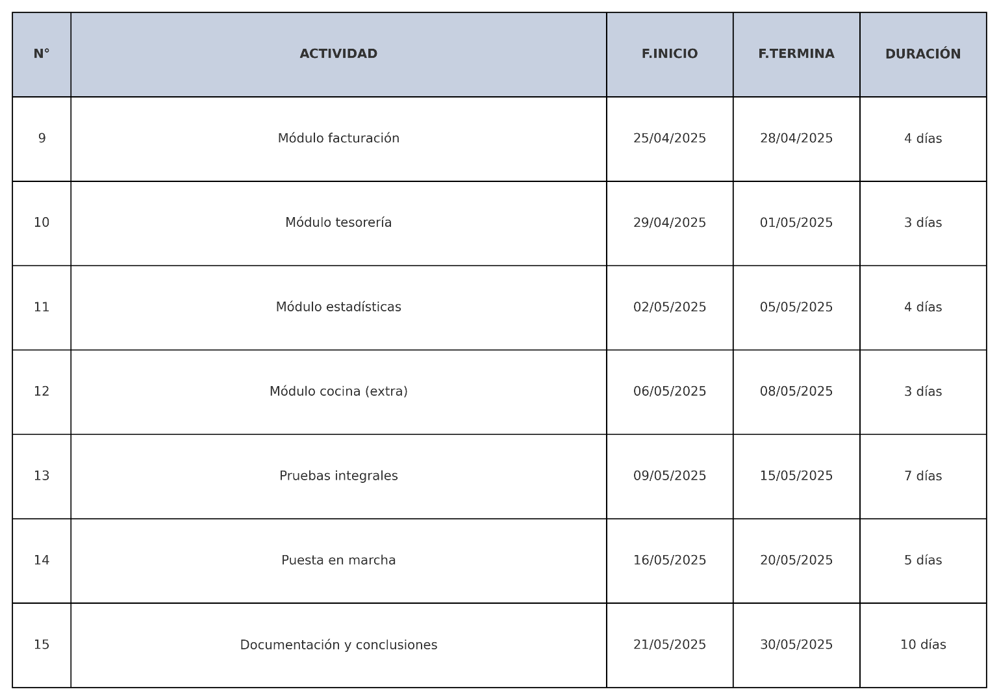 N° ACTIVIDAD F.INICIO F.TERMINA DURACIÓN
9 Módulo facturación 25/04/2025 28/04/2025 4 días
10 Módulo tesorería 29/04/2025 01/05/2025 3 días
11 Módulo estadísticas 02/05/2025 05/05/2025 4 días
12 Módulo cocina (extra) 06/05/2025 08/05/2025 3 días
13 Pruebas integrales 09/05/2025 15/05/2025 7 días
14 Puesta en marcha 16/05/2025 20/05/2025 5 días
15 Documentación y conclusiones 21/05/2025 30/05/2025 10 días